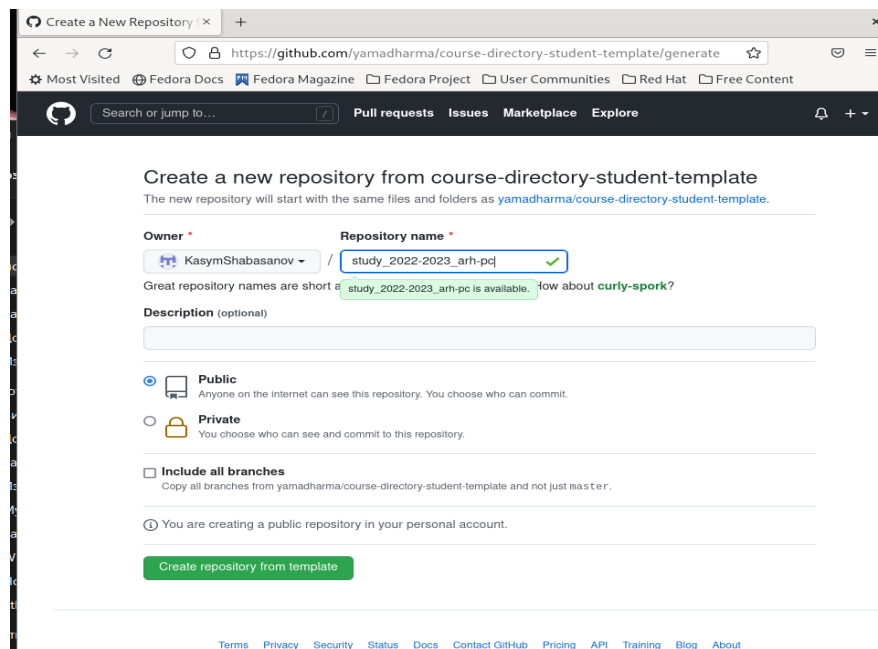 Create a New Repository f ×
+
https://github.com/yamadharma/course-directory-student-template/generate
Most Visited Fedora Docs Fedora Magazine Fedora Project User Communities Red Hat Free Content
Search or jump to... / Pull requests Issues Marketplace Explore
Create a new repository from course-directory-student-template
The new repository will start with the same files and folders as yamadharma/course-directory-student-template.
Owner * Repository name *
KasymShabasanov / study_2022-2023_arh-pc
Great repository names are short a How about curly-spork?
study_2022-2023_arh-pc is available.
Description (optional)
Public
Anyone on the internet can see this repository. You choose who can commit.
Private
You choose who can see and commit to this repository.
Include all branches
Copy all branches from yamadharma/course-directory-student-template and not just master.
You are creating a public repository in your personal account.
Create repository from template
Terms Privacy Security Status Docs Contact GitHub Pricing API Training Blog About